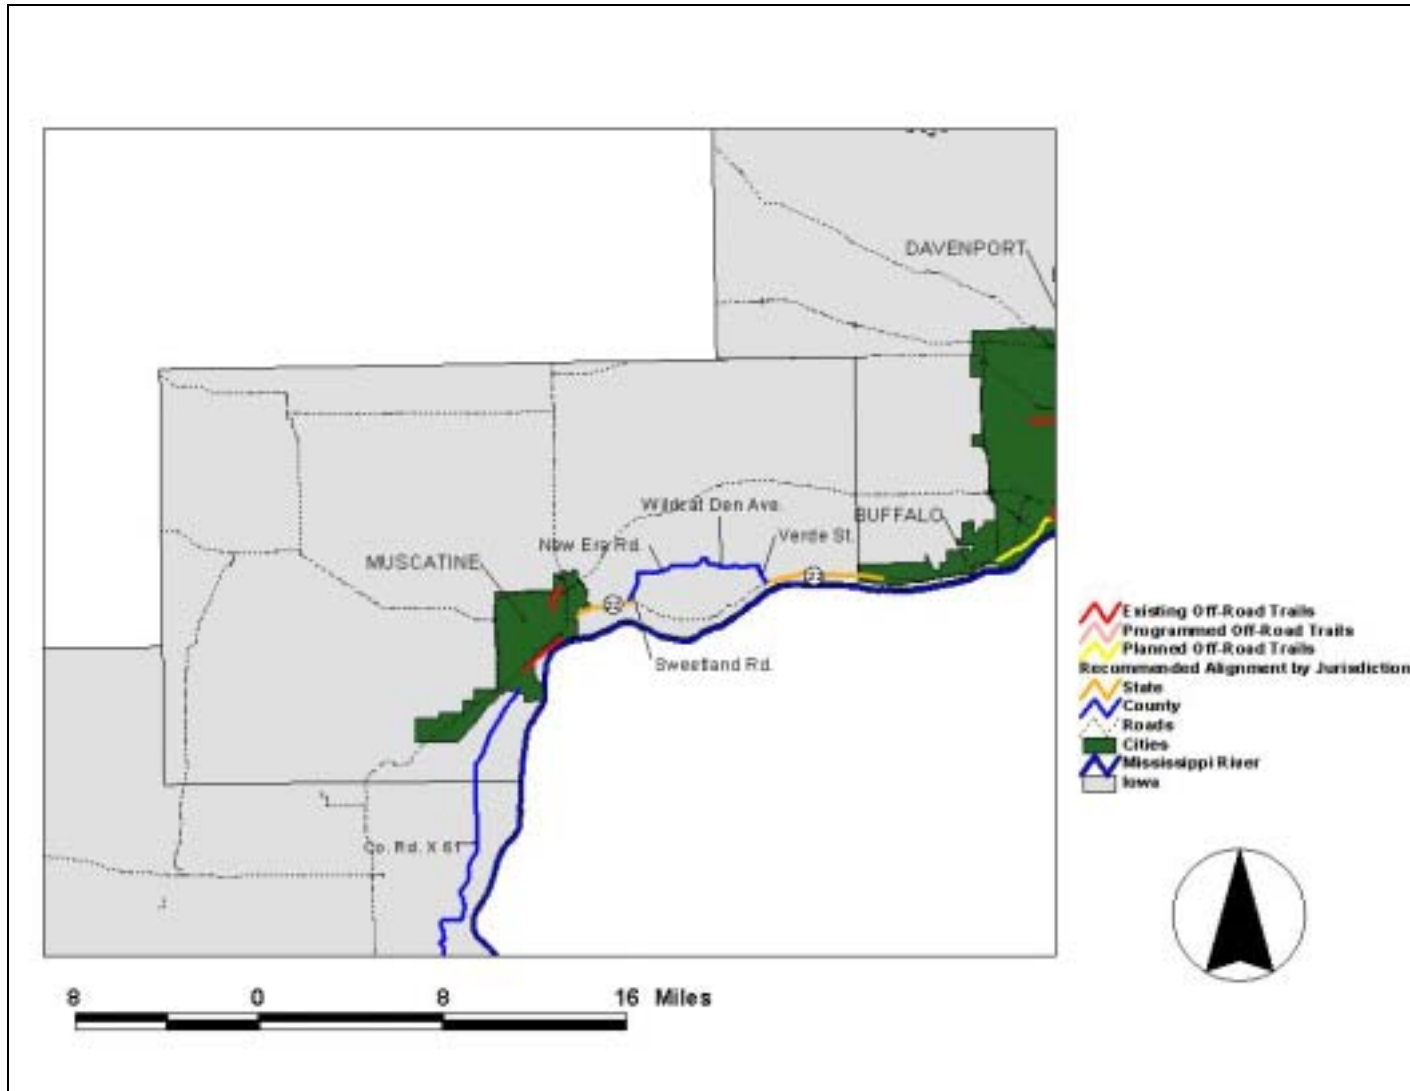 DAVENPORT
Wildcat Den Ave.
BUFFALO
New Era Rd.
Verde St.
MUSCATINE
22
Sweetland Rd.
Co. Rd. X 61
Existing Off-Road Trails
Programmed Off-Road Trails
Planned Off-Road Trails
Recommended Alignment by Jurisdiction
State
County
Roads
Cities
Mississippi River
Iowa
8 0 8 16 Miles